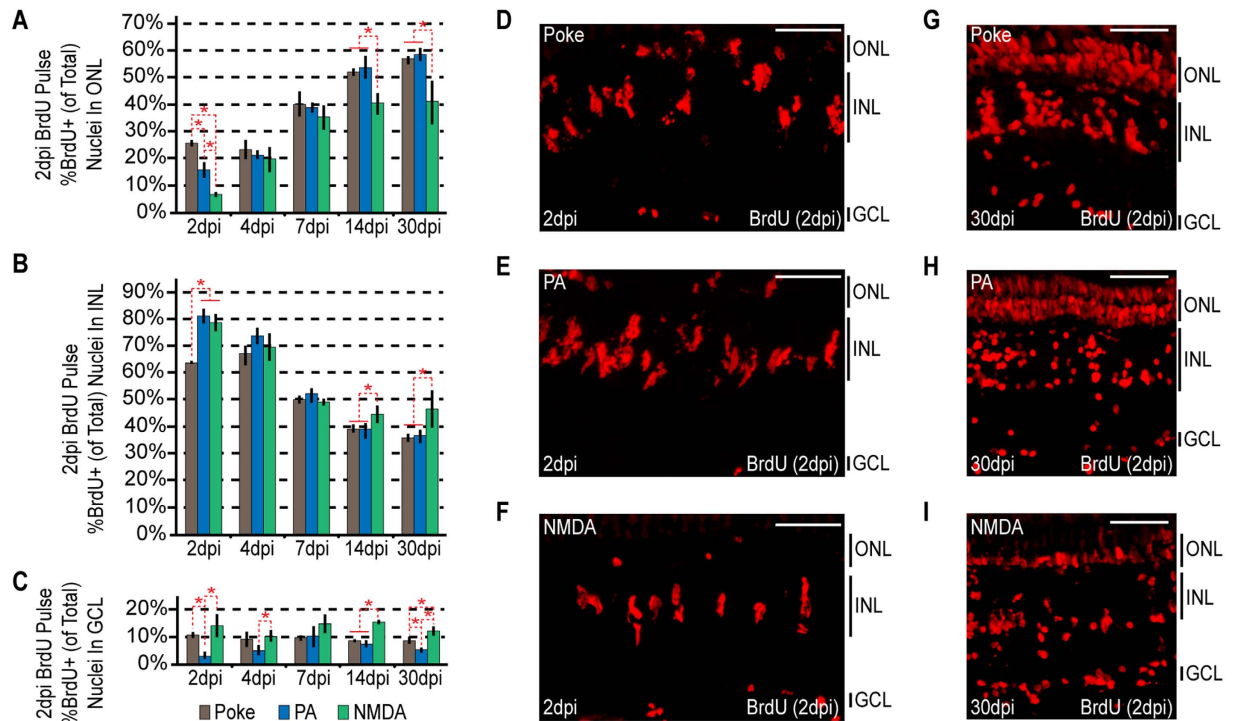 A
2dpi BrdU Pulse
%BrdU+ (of Total)
Nuclei In ONL
70%
60%
50%
40%
30%
20%
10%
0%
* * * * *
2dpi 4dpi 7dpi 14dpi 30dpi
B
2dpi BrdU Pulse
%BrdU+ (of Total) Nuclei In INL
90%
80%
70%
60%
50%
40%
30%
20%
10%
0%
* * *
2dpi 4dpi 7dpi 14dpi 30dpi
C
2dpi BrdU Pulse
%BrdU+ (of Total)
Nuclei In GCL
20%
10%
0%
* * * * * * *
2dpi 4dpi 7dpi 14dpi 30dpi
Poke PA NMDA
D
Poke
ONL
INL
GCL
2dpi BrdU (2dpi)
E
PA
ONL
INL
GCL
2dpi BrdU (2dpi)
F
NMDA
ONL
INL
GCL
2dpi BrdU (2dpi)
G
Poke
ONL
INL
GCL
30dpi BrdU (2dpi)
H
PA
ONL
INL
GCL
30dpi BrdU (2dpi)
I
NMDA
ONL
INL
GCL
30dpi BrdU (2dpi)